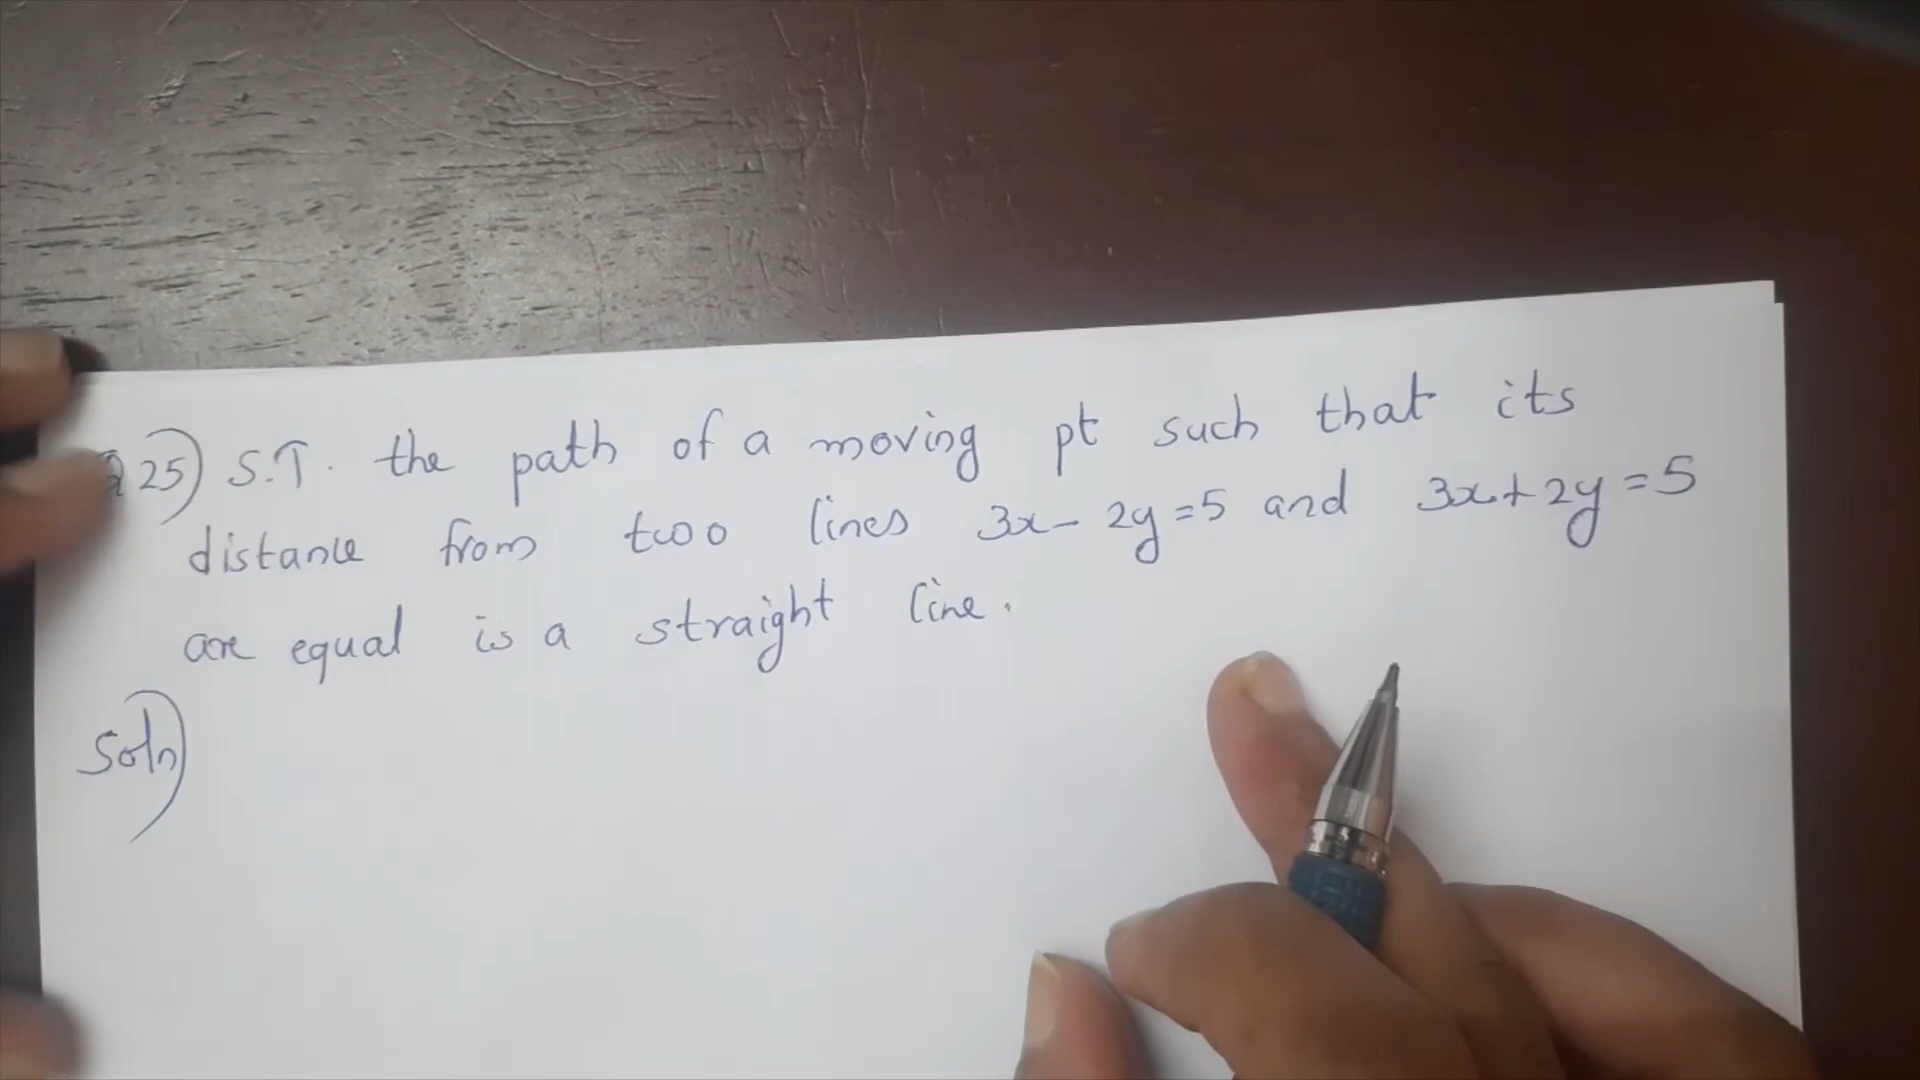 Q25) S.T. the path of a moving pt such that its
distance from two lines 3x - 2y = 5 and 3x + 2y = 5
are equal is a straight line.
Soln)